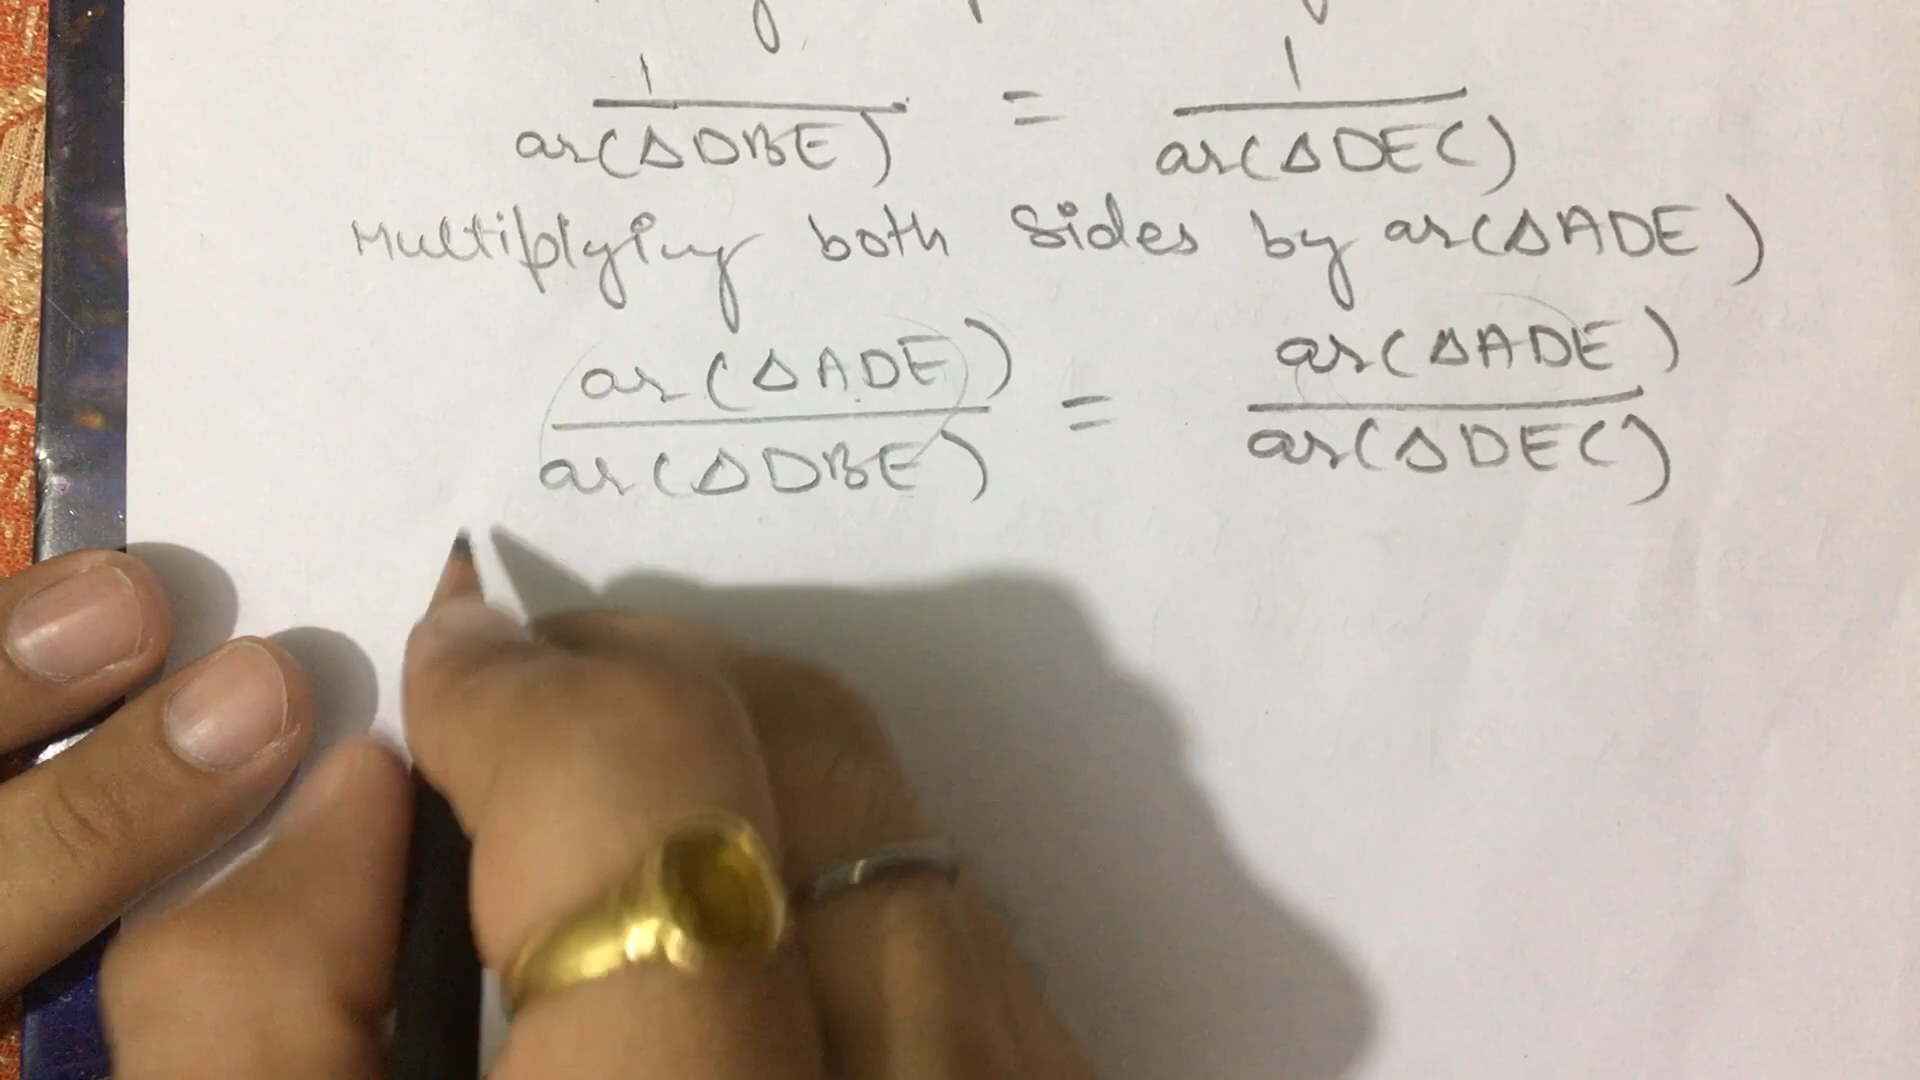 1/ar(ΔDBE) = 1/ar(ΔDEC)
Multiplying both sides by ar(ΔADE)
ar(ΔADE)/ar(ΔDBE) = ar(ΔADE)/ar(ΔDEC)